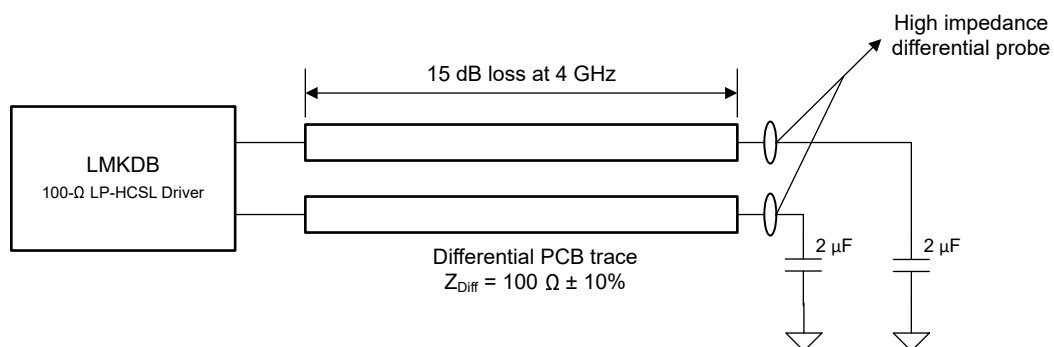 High impedance
differential probe
15 dB loss at 4 GHz
LMKDB
100-Ω LP-HCSL Driver
2 µF
2 µF
Differential PCB trace
ZDiff = 100 Ω ± 10%